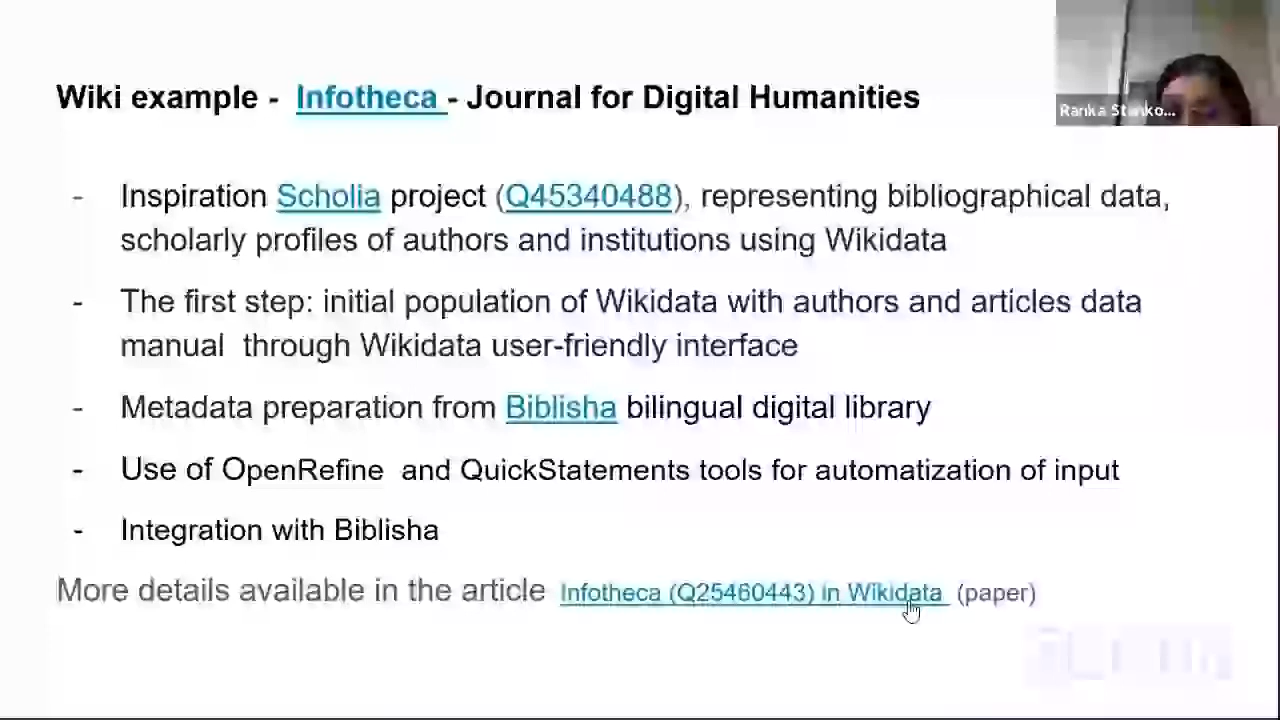 Wiki example - Infotheca - Journal for Digital Humanities
Ranka Stanko...
- Inspiration Scholia project (Q45340488), representing bibliographical data,
scholarly profiles of authors and institutions using Wikidata
- The first step: initial population of Wikidata with authors and articles data
manual through Wikidata user-friendly interface
- Metadata preparation from Biblisha bilingual digital library
- Use of OpenRefine and QuickStatements tools for automatization of input
- Integration with Biblisha
More details available in the article Infotheca (Q25460443) in Wikidata (paper)